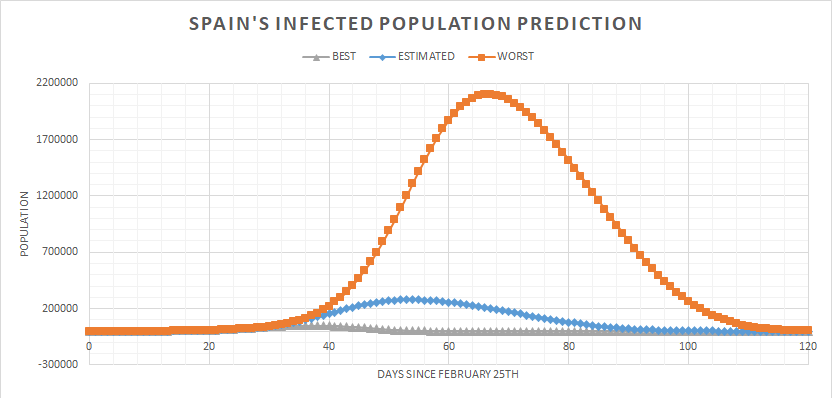 SPAIN'S INFECTED POPULATION PREDICTION
BEST ESTIMATED WORST
2200000
1700000
1200000
700000
200000
-300000
POPULATION
0 20 40 60 80 100 120
DAYS SINCE FEBRUARY 25TH